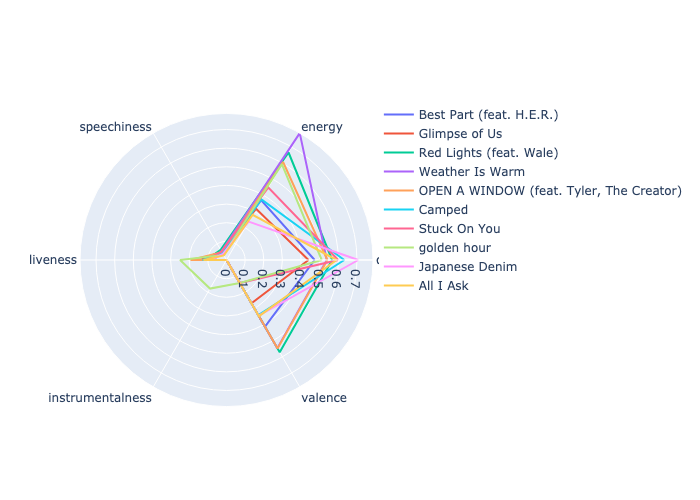 speechiness
energy
liveness
instrumentalness
valence
0
0.1
0.2
0.3
0.4
0.5
0.6
0.7
Best Part (feat. H.E.R.)
Glimpse of Us
Red Lights (feat. Wale)
Weather Is Warm
OPEN A WINDOW (feat. Tyler, The Creator)
Camped
Stuck On You
golden hour
Japanese Denim
All I Ask